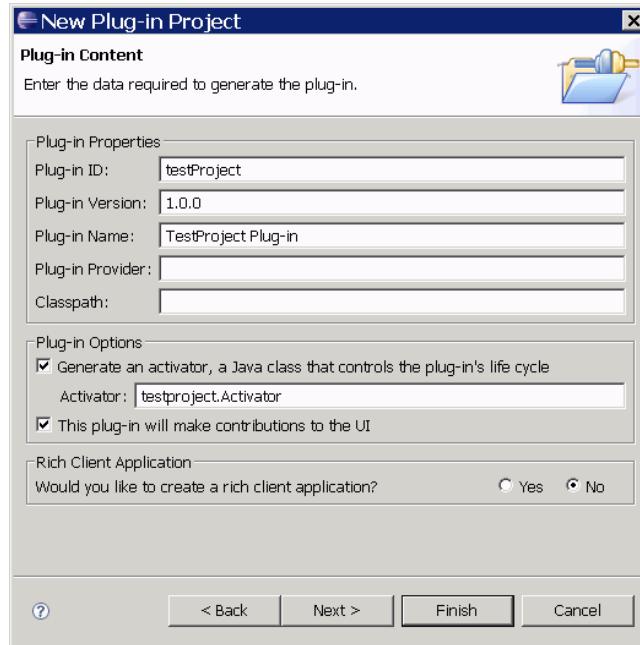 New Plug-in Project
Plug-in Content
Enter the data required to generate the plug-in.
Plug-in Properties
Plug-in ID: testProject
Plug-in Version: 1.0.0
Plug-in Name: TestProject Plug-in
Plug-in Provider:
Classpath:
Plug-in Options
Generate an activator, a Java class that controls the plug-in's life cycle
Activator: testproject.Activator
This plug-in will make contributions to the UI
Rich Client Application
Would you like to create a rich client application? Yes No
? < Back Next > Finish Cancel